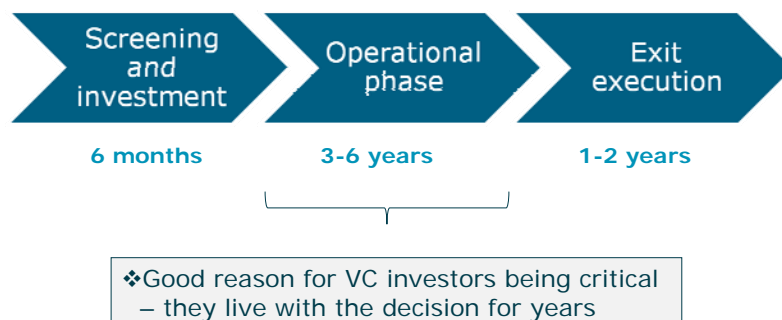 Screening
and
investment
Operational
phase
Exit
execution
6 months
3-6 years
1-2 years
❖Good reason for VC investors being critical
– they live with the decision for years